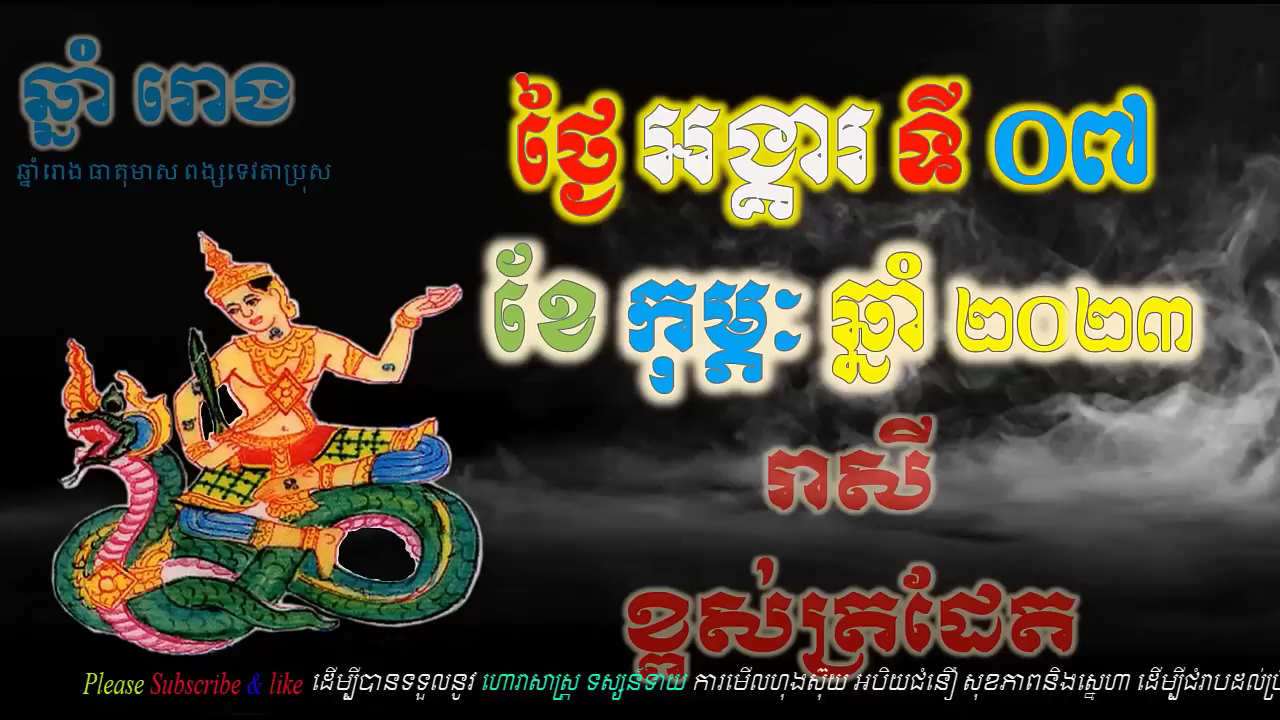 ឆ្នាំ រោង
ឆ្នាំ រោង ធាតុមាស ពង្សទេវតាប្រុស
ថ្ងៃ អង្គារ ទី ០៧
ខែ កុម្ភៈ ឆ្នាំ ២០២៣
រាសី
ខ្ពស់ត្រដែត
Please Subscribe & like ដើម្បីបានទទួលនូវ ហោរាសាស្ត្រ ទស្សន៍ទាយ ការមើលហុងស៊ុយ អបិយជំនឿ សុខភាពនិងស្នេហា ដើម្បីជំរាបដល់